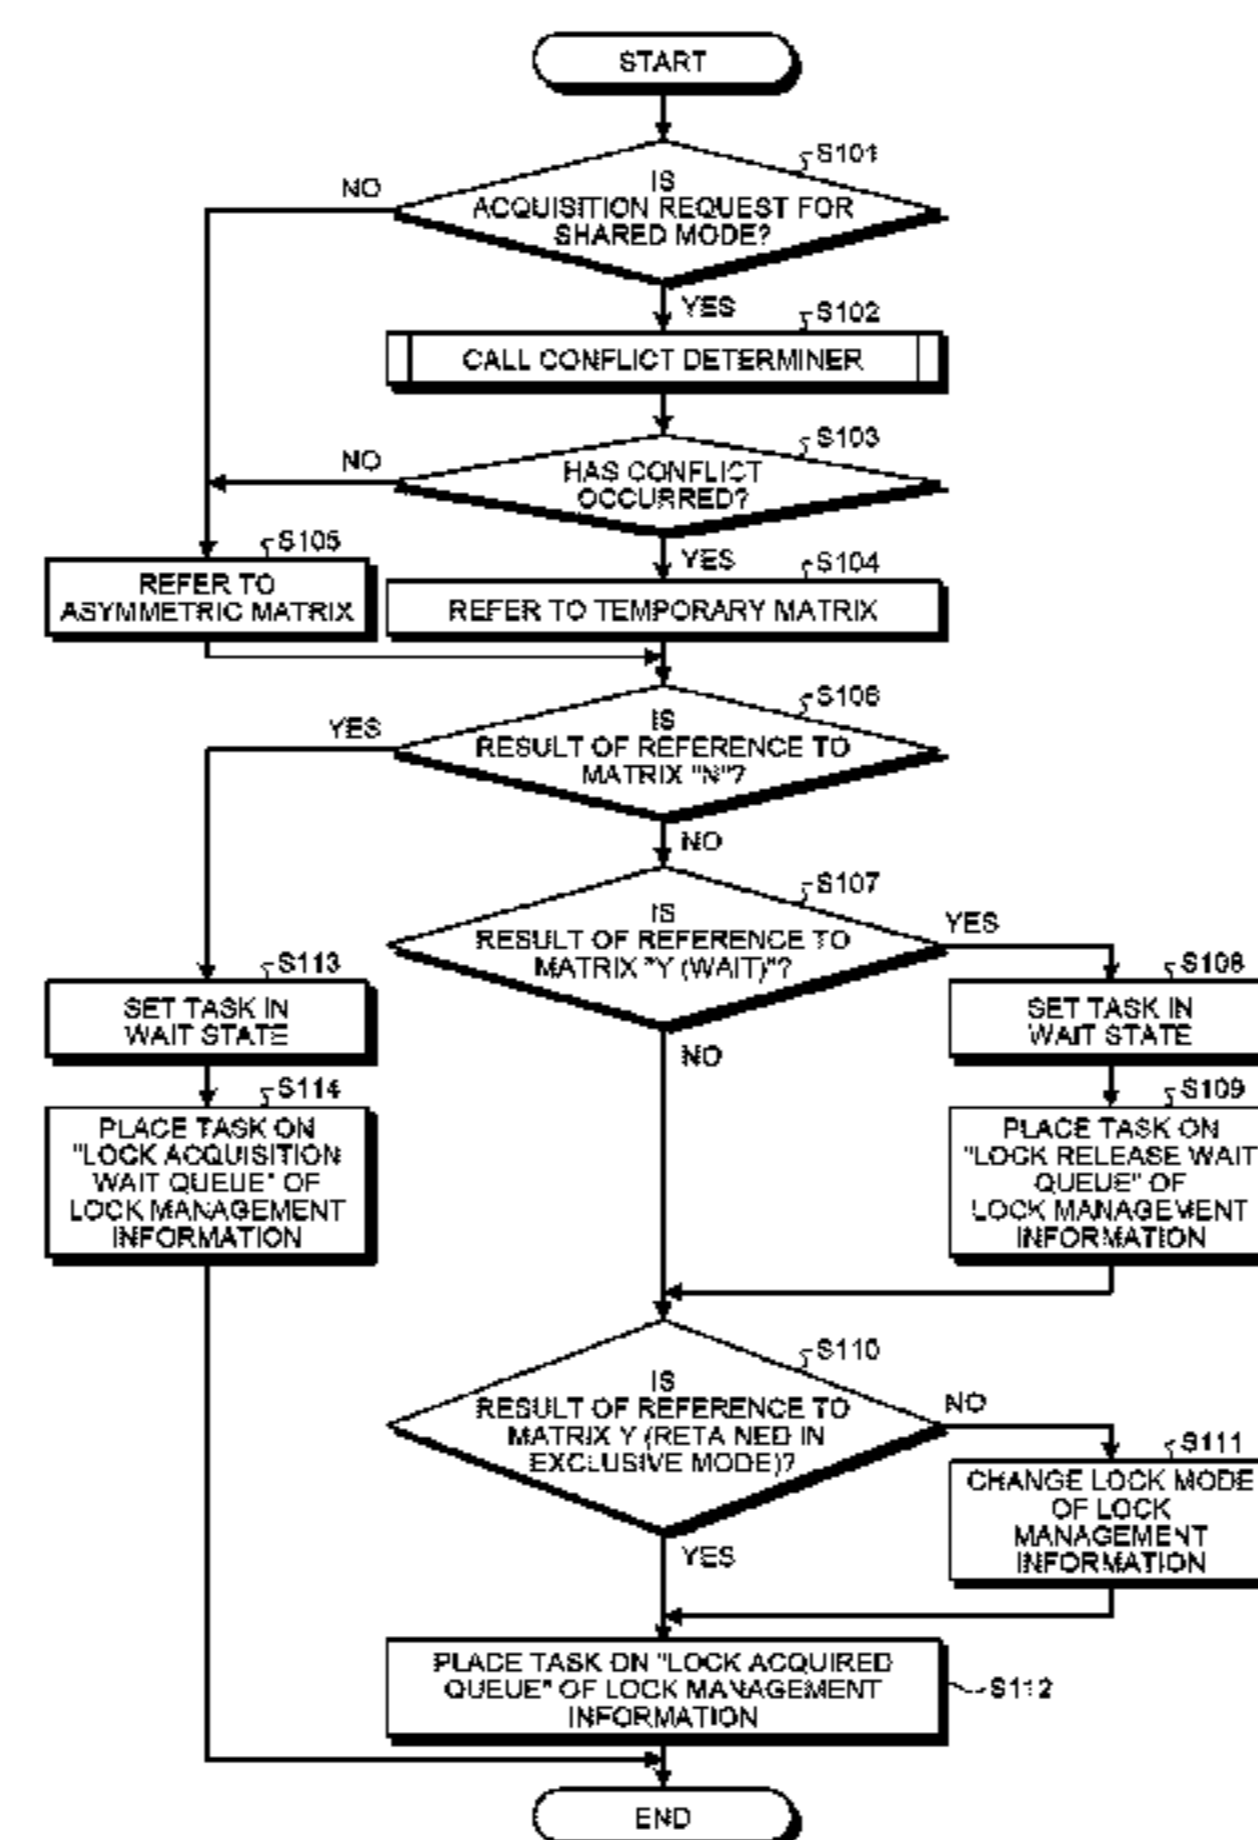 START
S101
NO
IS
ACQUISITION REQUEST FOR
SHARED MODE?
YES
S102
CALL CONFLICT DETERMINER
S103
NO
HAS CONFLICT
OCCURRED?
S105
YES
S104
REFER TO
ASYMMETRIC MATRIX
REFER TO TEMPORARY MATRIX
S106
YES
IS
RESULT OF REFERENCE TO
MATRIX "N"?
NO
S107
IS
RESULT OF REFERENCE TO
MATRIX "Y (WAIT)"?
YES
S113
S108
SET TASK IN
WAIT STATE
SET TASK IN
WAIT STATE
NO
S114
S109
PLACE TASK ON
"LOCK ACQUISITION
WAIT QUEUE" OF
LOCK MANAGEMENT
INFORMATION
PLACE TASK ON
"LOCK RELEASE WAIT
QUEUE" OF
LOCK MANAGEMENT
INFORMATION
S110
IS
RESULT OF REFERENCE TO
MATRIX Y (RETA NED IN
EXCLUSIVE MODE)?
NO
S111
CHANGE LOCK MODE
OF LOCK
MANAGEMENT
INFORMATION
YES
PLACE TASK ON "LOCK ACQUIRED
QUEUE" OF LOCK MANAGEMENT
INFORMATION
S112
END